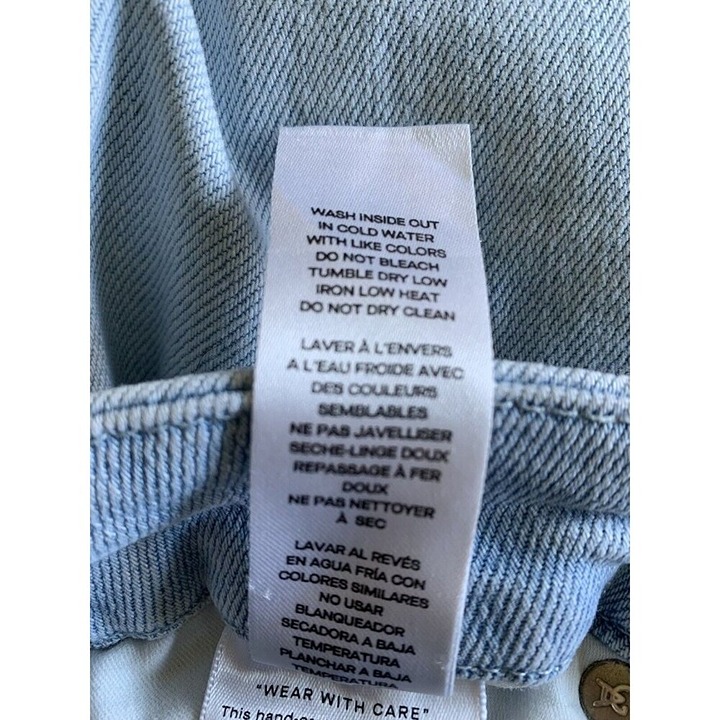 WASH INSIDE OUT
IN COLD WATER
WITH LIKE COLORS
DO NOT BLEACH
TUMBLE DRY LOW
IRON LOW HEAT
DO NOT DRY CLEAN
LAVER À L'ENVERS
A L'EAU FROIDE AVEC
DES COULEURS
SEMBLABLES
NE PAS JAVELLISER
SECHE-LINGE DOUX
REPASSAGE À FER
DOUX
NE PAS NETTOYER
À SEC
LAVAR AL REVÉS
EN AGUA FRÍA CON
COLORES SIMILARES
NO USAR
BLANQUEADOR
SECADORA A BAJA
TEMPERATURA
PLANCHAR A BAJA
TEMPERATURA
"WEAR WITH CARE"
This